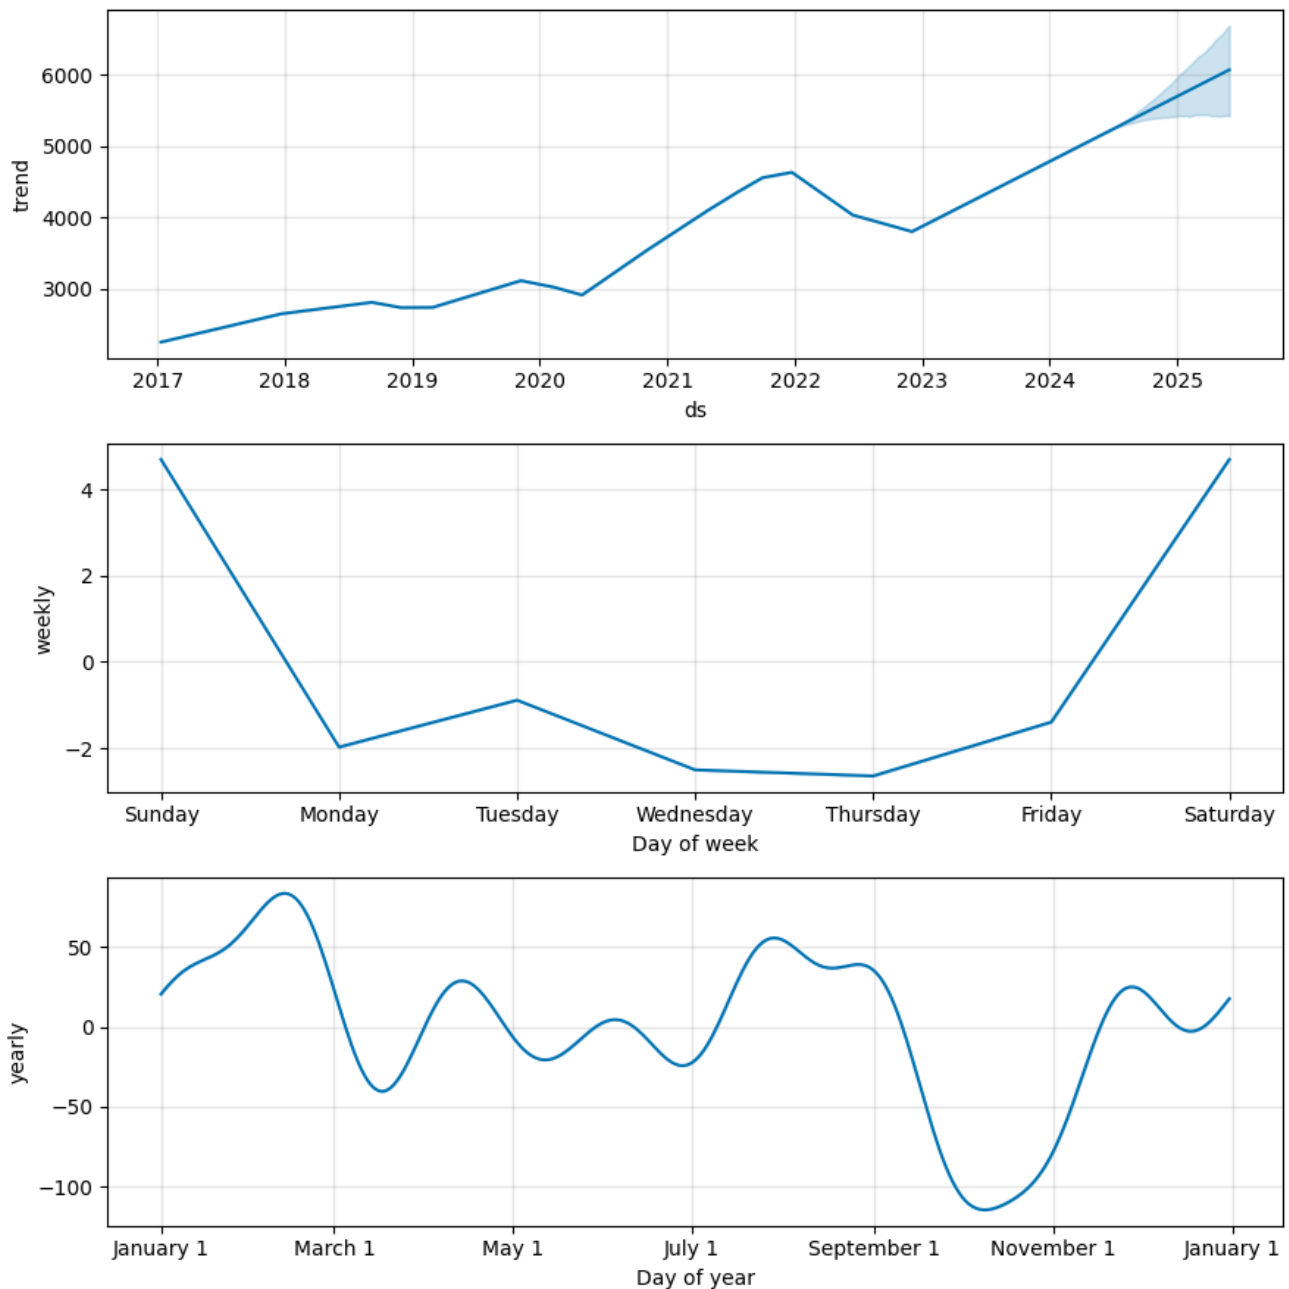 6000
5000
4000
3000
trend
2017 2018 2019 2020 2021 2022 2023 2024 2025
ds
4
2
0
−2
weekly
Sunday Monday Tuesday Wednesday Thursday Friday Saturday
Day of week
50
0
−50
−100
yearly
January 1 March 1 May 1 July 1 September 1 November 1 January 1
Day of year